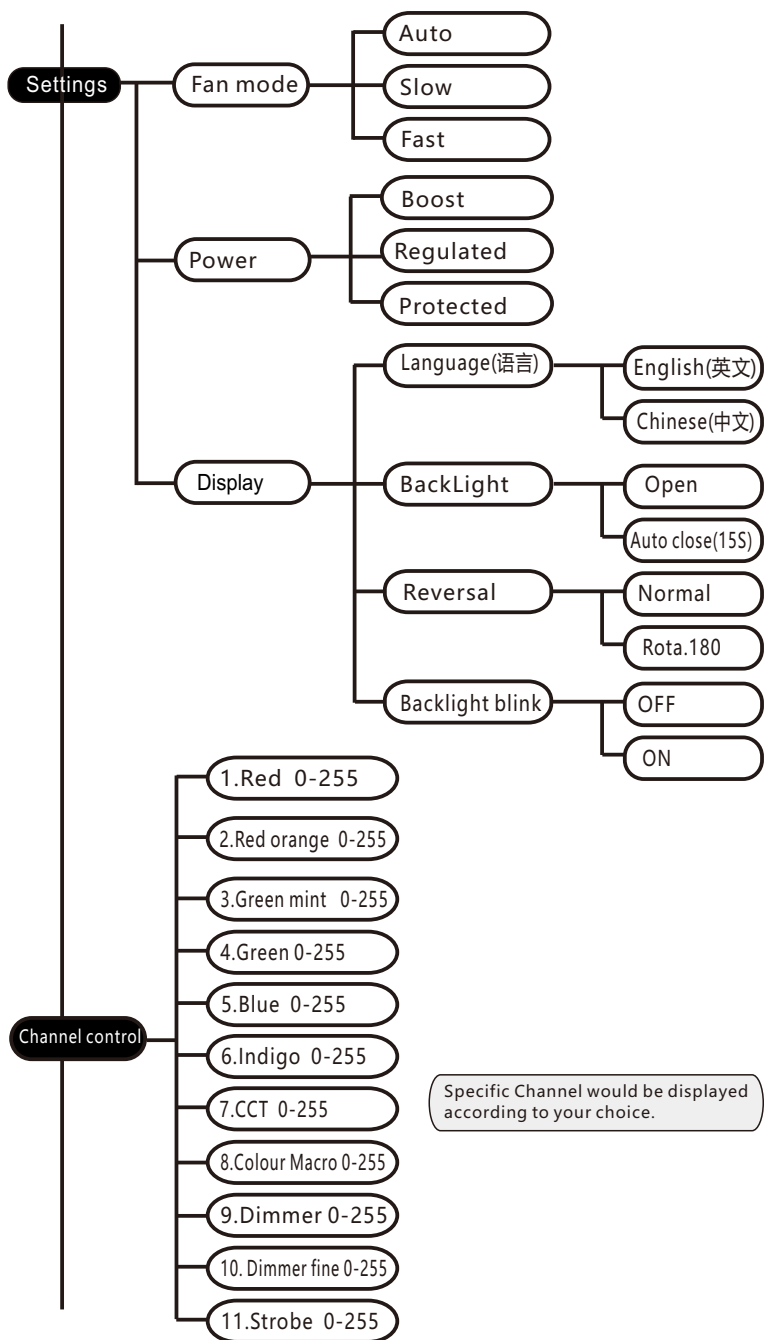 Settings
Fan mode
Auto
Slow
Fast
Power
Boost
Regulated
Protected
Display
Language(语言)
English(英文)
Chinese(中文)
BackLight
Open
Auto close(15S)
Reversal
Normal
Rota.180
Backlight blink
OFF
ON
Channel control
1.Red 0-255
2.Red orange 0-255
3.Green mint 0-255
4.Green 0-255
5.Blue 0-255
6.Indigo 0-255
7.CCT 0-255
8.Colour Macro 0-255
9.Dimmer 0-255
10. Dimmer fine 0-255
11.Strobe 0-255
Specific Channel would be displayed
according to your choice.